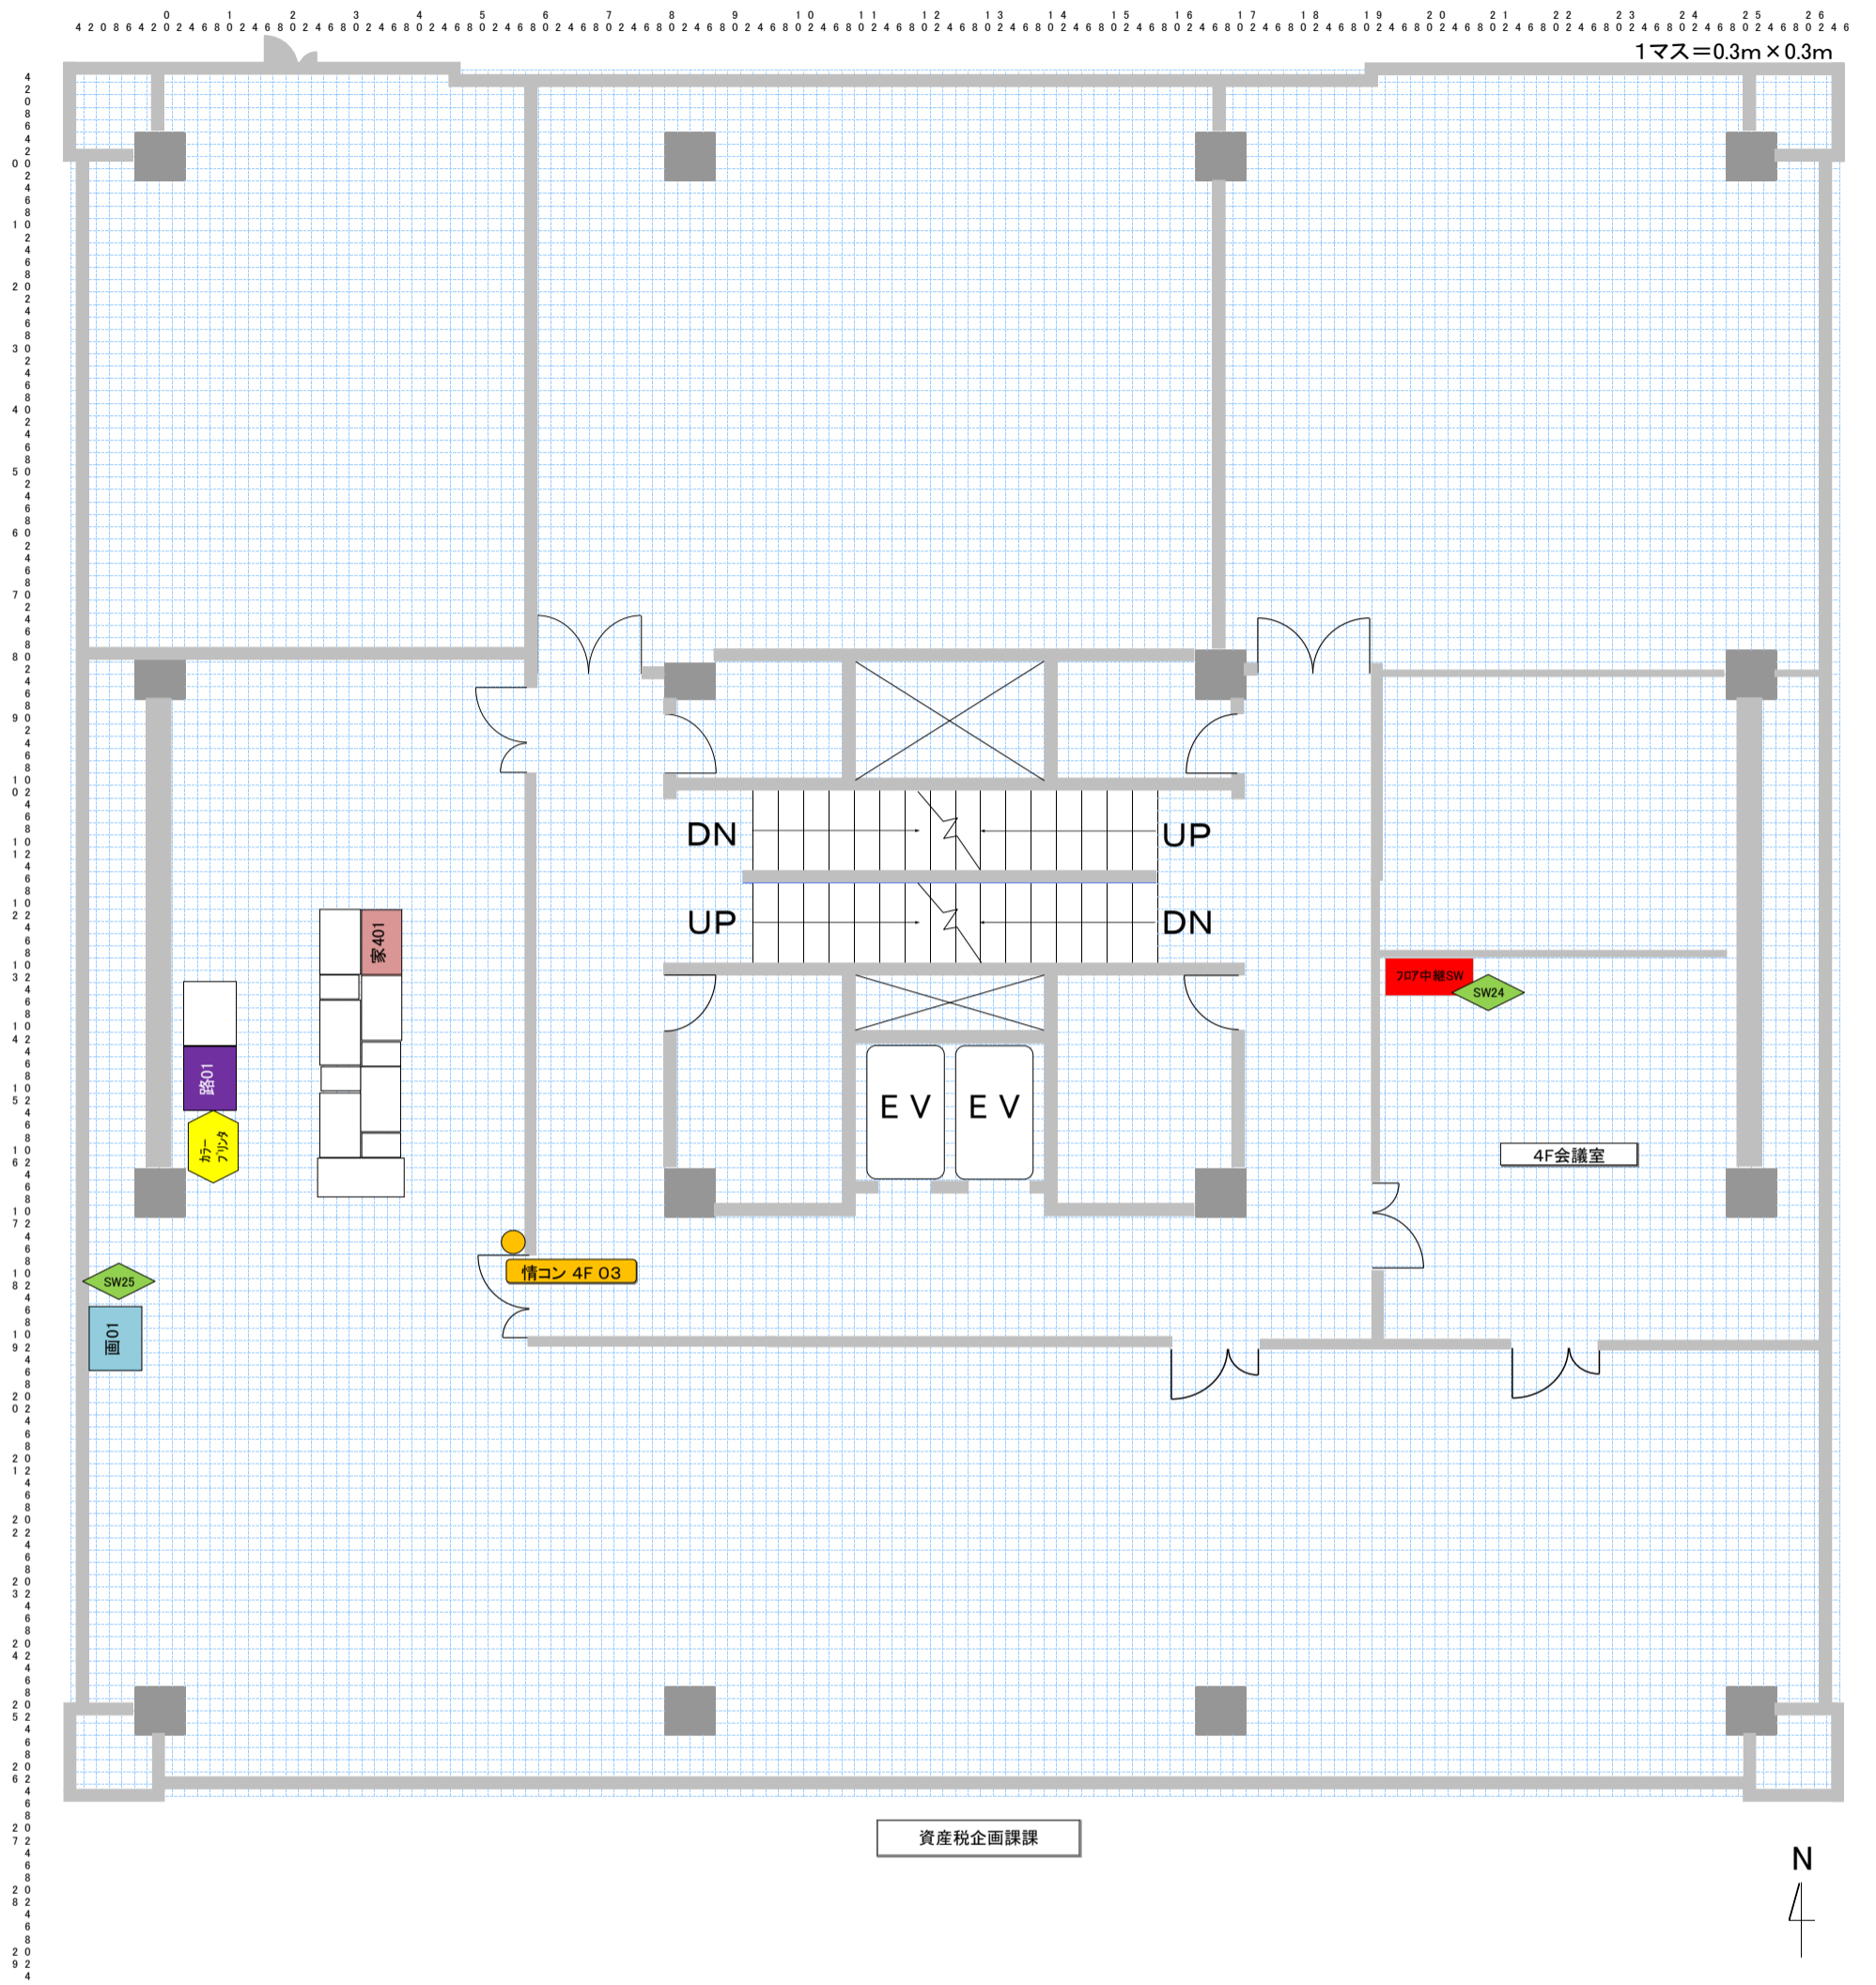 1マス＝0.3m×0.3m
DN
UP
UP
DN
家401
フロア中継SW
SW24
路01
カラー
プリンタ
EV
EV
4F会議室
情コン 4F 03
SW25
画01
資産税企画課課
N